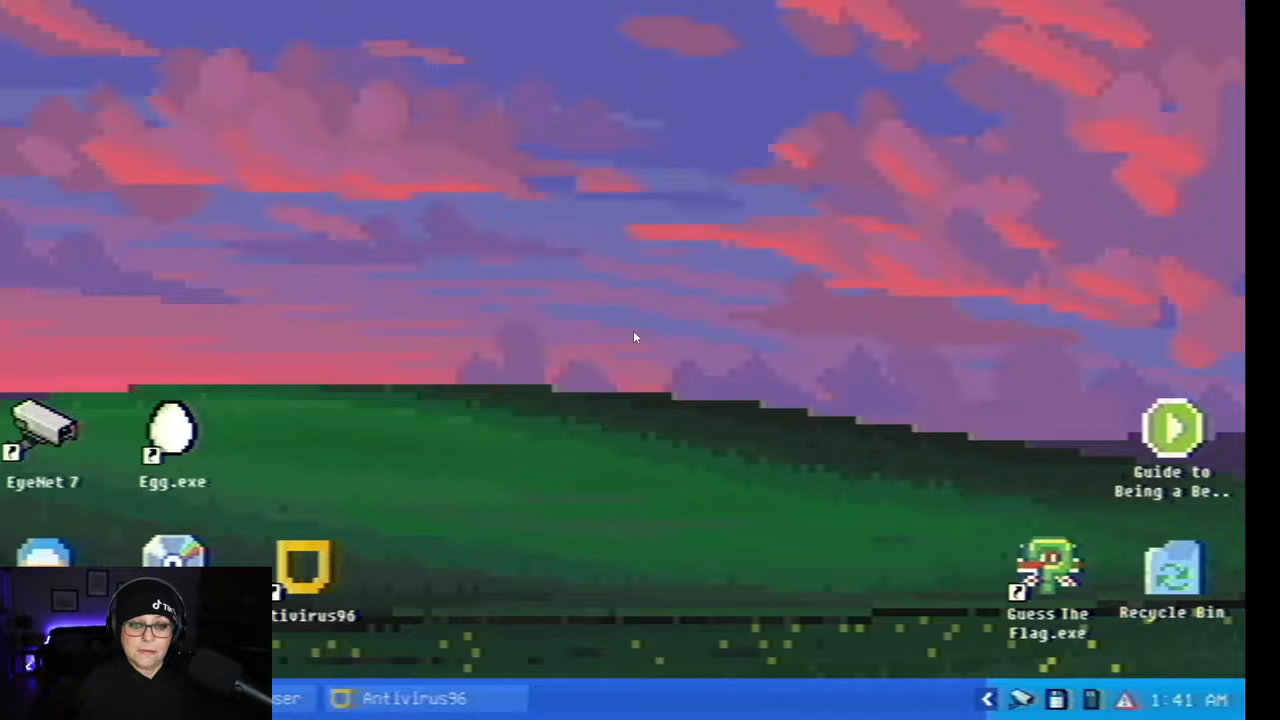 EyeNet 7
Egg.exe
Guide to
Being a Be..
tivirus96
Guess The
Flag.exe
Recycle Bin
ser
Antivirus96
1:41 AM